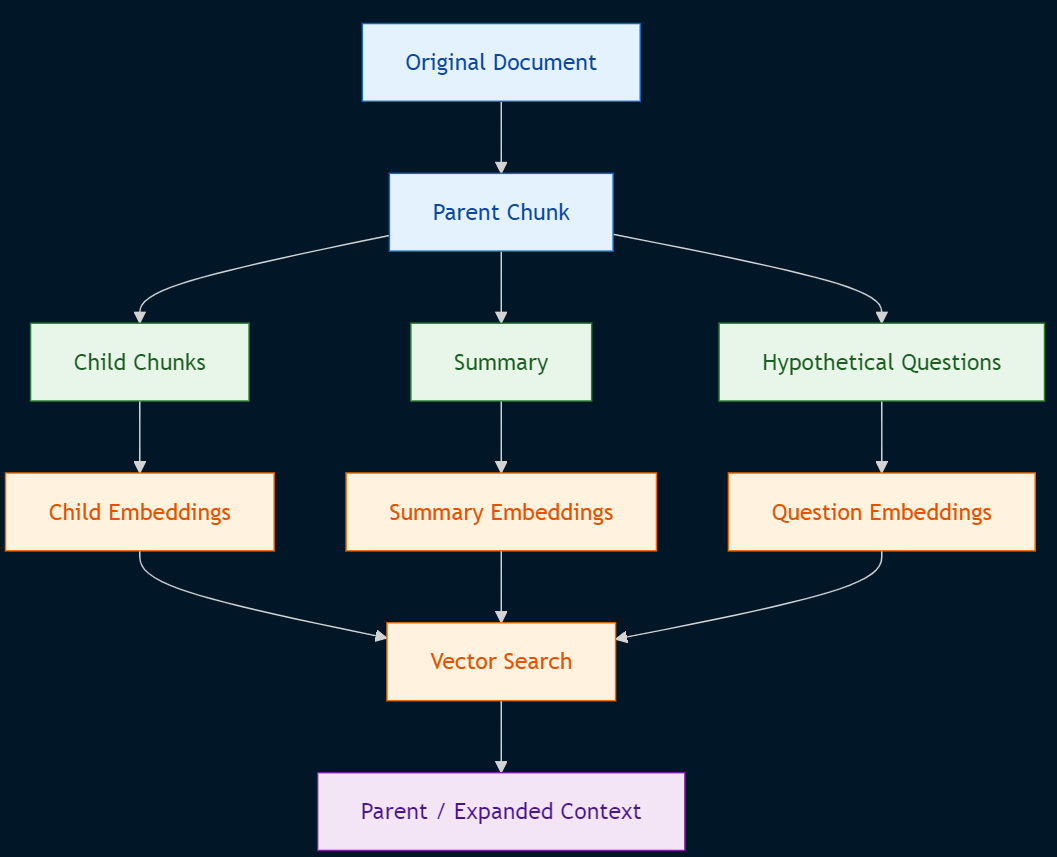 Original Document
Parent Chunk
Child Chunks
Summary
Hypothetical Questions
Child Embeddings
Summary Embeddings
Question Embeddings
Vector Search
Parent / Expanded Context